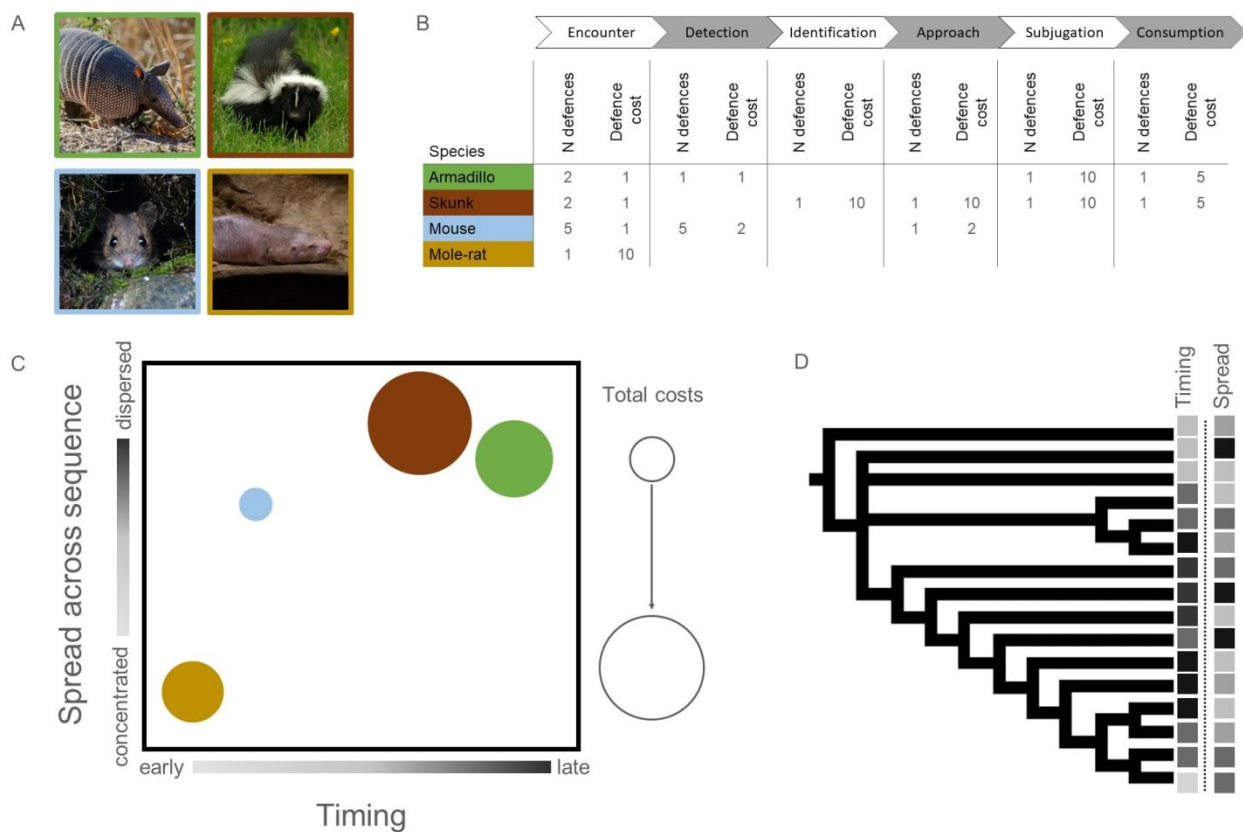 A
B
Encounter Detection Identification Approach Subjugation Consumption
Species N defences Defence cost N defences Defence cost N defences Defence cost N defences Defence cost N defences Defence cost N defences Defence cost
Armadillo 2 1 1 1 1 10 1 5
Skunk 2 1 1 10 1 10 1 10 1 5
Mouse 5 1 5 2 1 2
Mole-rat 1 10
C
Spread across sequence
concentrated dispersed
Total costs
early late
Timing
D
Timing Spread